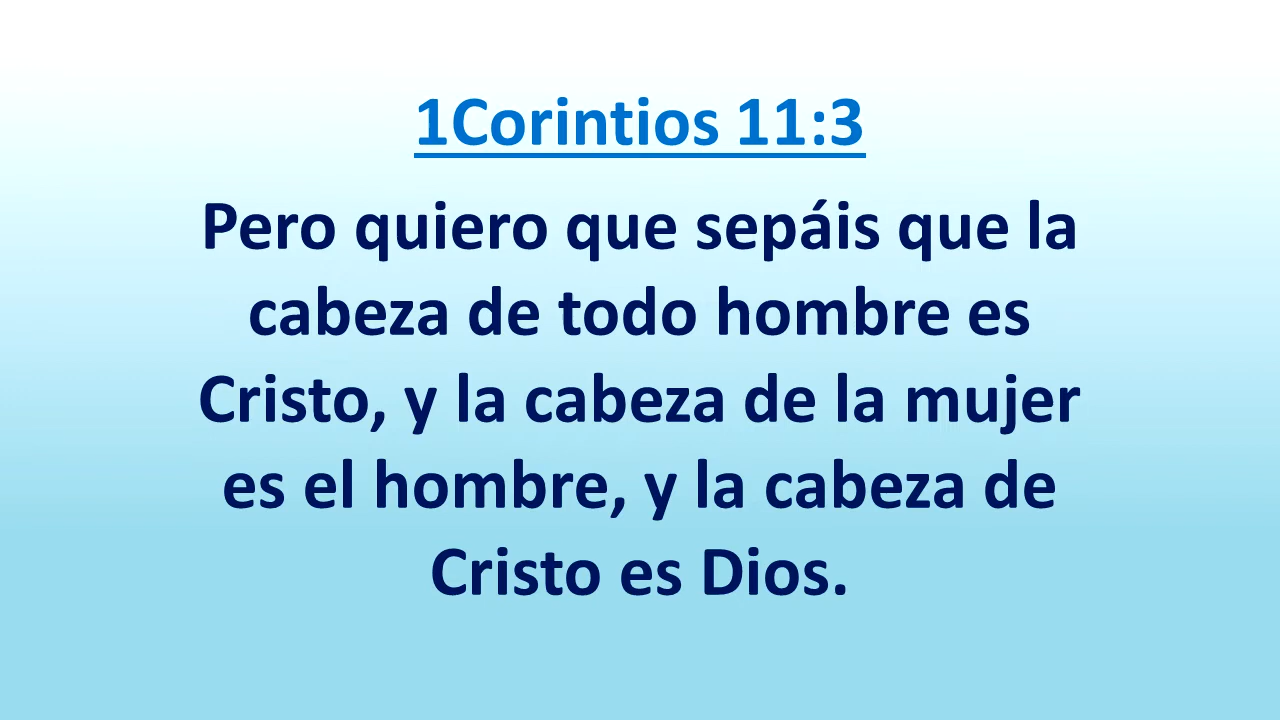 1Corintios 11:3
Pero quiero que sepáis que la
cabeza de todo hombre es
Cristo, y la cabeza de la mujer
es el hombre, y la cabeza de
Cristo es Dios.